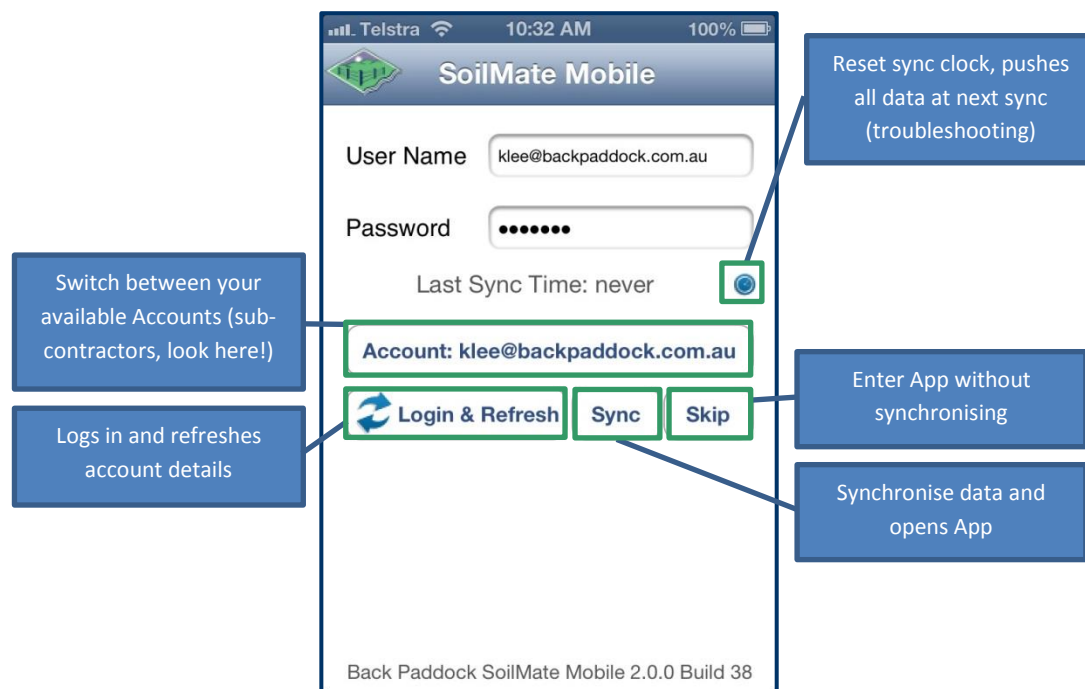 Telstra 10:32 AM 100%
SoilMate Mobile
Reset sync clock, pushes
all data at next sync
(troubleshooting)
User Name klee@backpaddock.com.au
Password •••••••
Last Sync Time: never
Switch between your
available Accounts (sub-
contractors, look here!)
Account: klee@backpaddock.com.au
Login & Refresh Sync Skip
Enter App without
synchronising
Logs in and refreshes
account details
Synchronise data and
opens App
Back Paddock SoilMate Mobile 2.0.0 Build 38